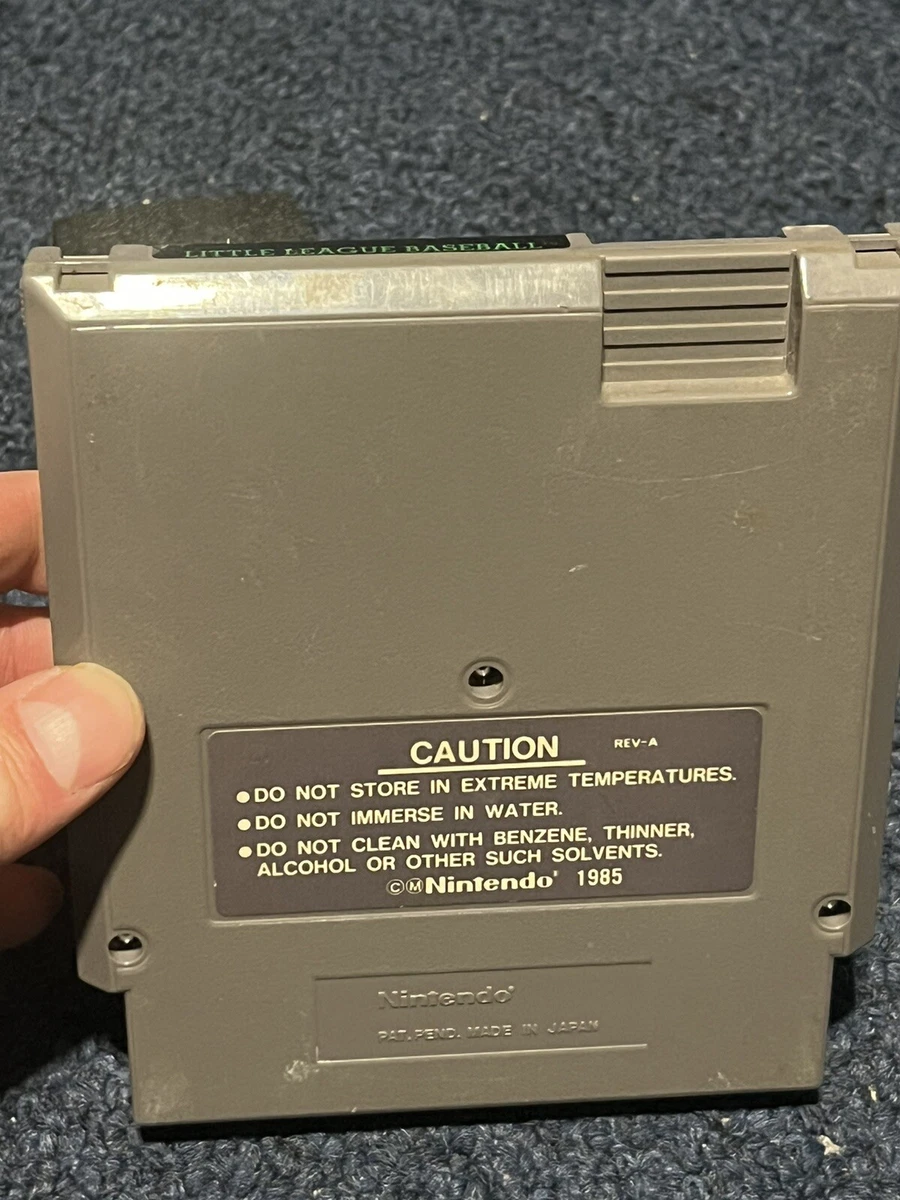 LITTLE LEAGUE BASEBALL
CAUTION REV-A
●DO NOT STORE IN EXTREME TEMPERATURES.
●DO NOT IMMERSE IN WATER.
●DO NOT CLEAN WITH BENZENE, THINNER,
ALCOHOL OR OTHER SUCH SOLVENTS.
©Ⓜ Nintendo® 1985
Nintendo®
PAT. PEND. MADE IN JAPAN